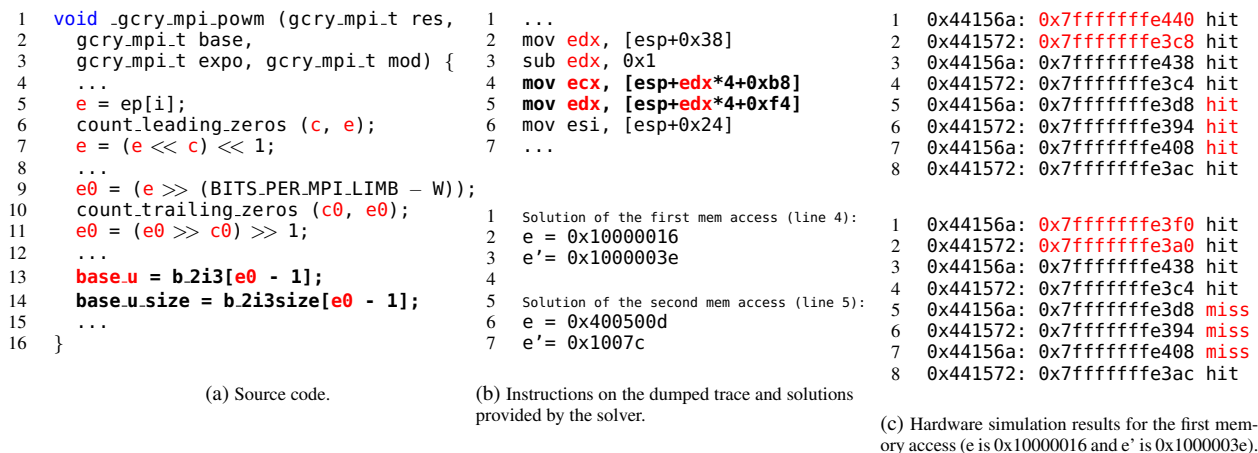 1 void _gcry_mpi_powm (gcry_mpi_t res,
2 gcry_mpi_t base,
3 gcry_mpi_t expo, gcry_mpi_t mod) {
4 ...
5 e = ep[i];
6 count_leading_zeros (c, e);
7 e = (e << c) << 1;
8 ...
9 e0 = (e >> (BITS_PER_MPI_LIMB − W));
10 count_trailing_zeros (c0, e0);
11 e0 = (e0 >> c0) >> 1;
12 ...
13 base_u = b_2i3[e0 - 1];
14 base_u_size = b_2i3size[e0 - 1];
15 ...
16 }
(a) Source code.
1 ...
2 mov edx, [esp+0x38]
3 sub edx, 0x1
4 mov ecx, [esp+edx*4+0xb8]
5 mov edx, [esp+edx*4+0xf4]
6 mov esi, [esp+0x24]
7 ...
1 Solution of the first mem access (line 4):
2 e = 0x10000016
3 e'= 0x1000003e
4
5 Solution of the second mem access (line 5):
6 e = 0x400500d
7 e'= 0x1007c
(b) Instructions on the dumped trace and solutions
provided by the solver.
1 0x44156a: 0x7fffffffe440 hit
2 0x441572: 0x7fffffffe3c8 hit
3 0x44156a: 0x7fffffffe438 hit
4 0x441572: 0x7fffffffe3c4 hit
5 0x44156a: 0x7fffffffe3d8 hit
6 0x441572: 0x7fffffffe394 hit
7 0x44156a: 0x7fffffffe408 hit
8 0x441572: 0x7fffffffe3ac hit
1 0x44156a: 0x7fffffffe3f0 hit
2 0x441572: 0x7fffffffe3a0 hit
3 0x44156a: 0x7fffffffe438 hit
4 0x441572: 0x7fffffffe3c4 hit
5 0x44156a: 0x7fffffffe3d8 miss
6 0x441572: 0x7fffffffe394 miss
7 0x44156a: 0x7fffffffe408 miss
8 0x441572: 0x7fffffffe3ac hit
(c) Hardware simulation results for the first mem-
ory access (e is 0x10000016 and e' is 0x1000003e).